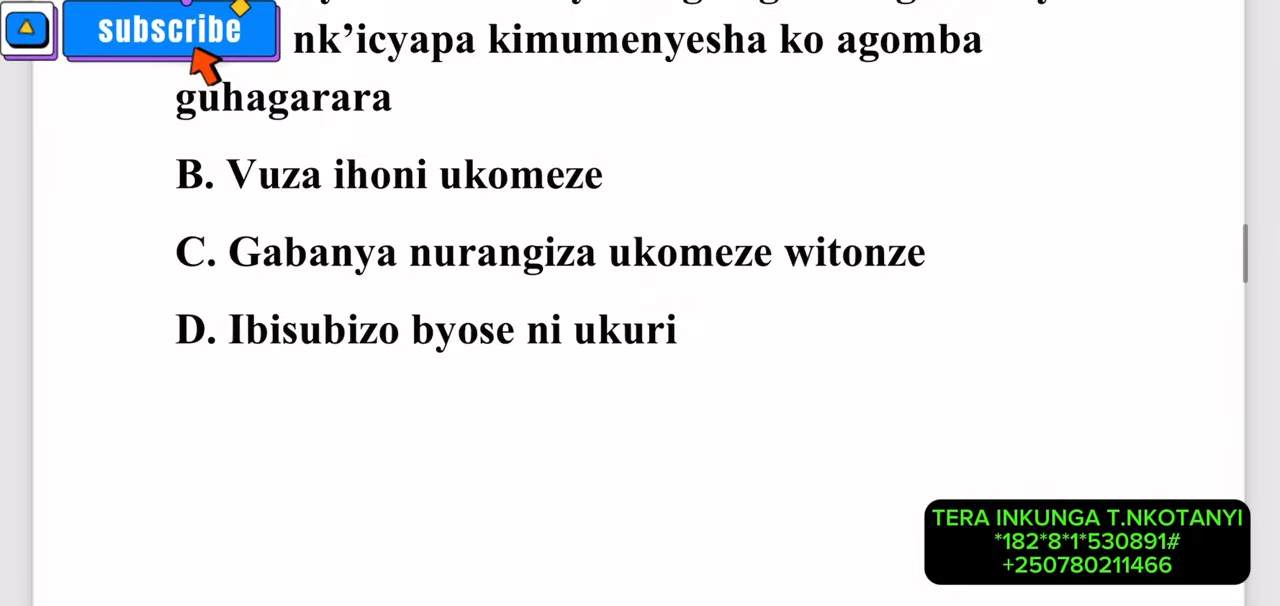 subscribe
nk’icyapa kimumenyesha ko agomba
guhagarara
B. Vuza ihoni ukomeze
C. Gabanya nurangiza ukomeze witonze
D. Ibisubizo byose ni ukuri
TERA INKUNGA T.NKOTANYI
*182*8*1*530891#
+250780211466